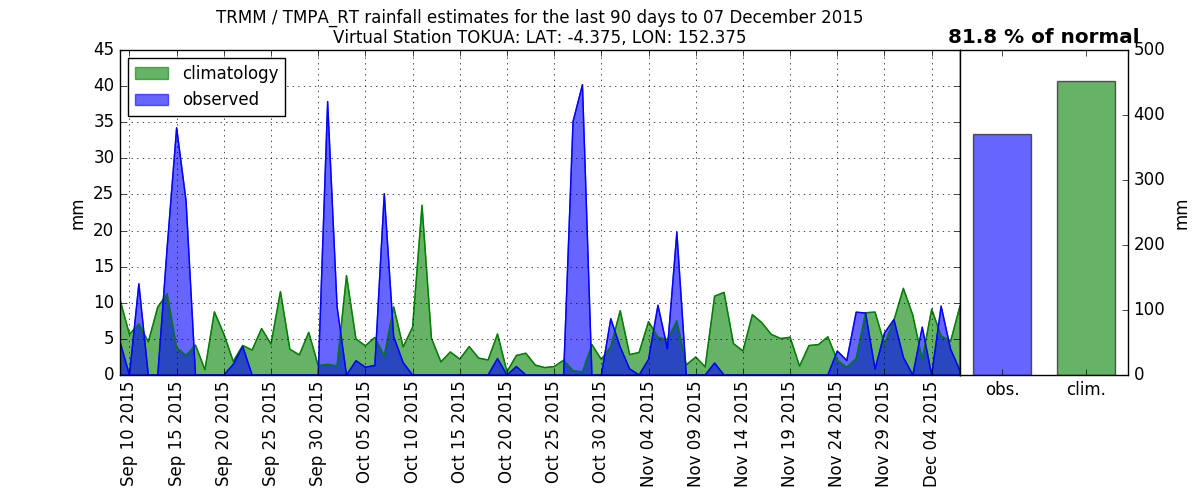 TRMM / TMPA_RT rainfall estimates for the last 90 days to 07 December 2015
Virtual Station TOKUA: LAT: -4.375, LON: 152.375
81.8 % of normal
climatology
observed
mm
45
40
35
30
25
20
15
10
5
0
Sep 10 2015
Sep 15 2015
Sep 20 2015
Sep 25 2015
Sep 30 2015
Oct 05 2015
Oct 10 2015
Oct 15 2015
Oct 20 2015
Oct 25 2015
Oct 30 2015
Nov 04 2015
Nov 09 2015
Nov 14 2015
Nov 19 2015
Nov 24 2015
Nov 29 2015
Dec 04 2015
obs.
clim.
500
400
300
200
100
0
mm